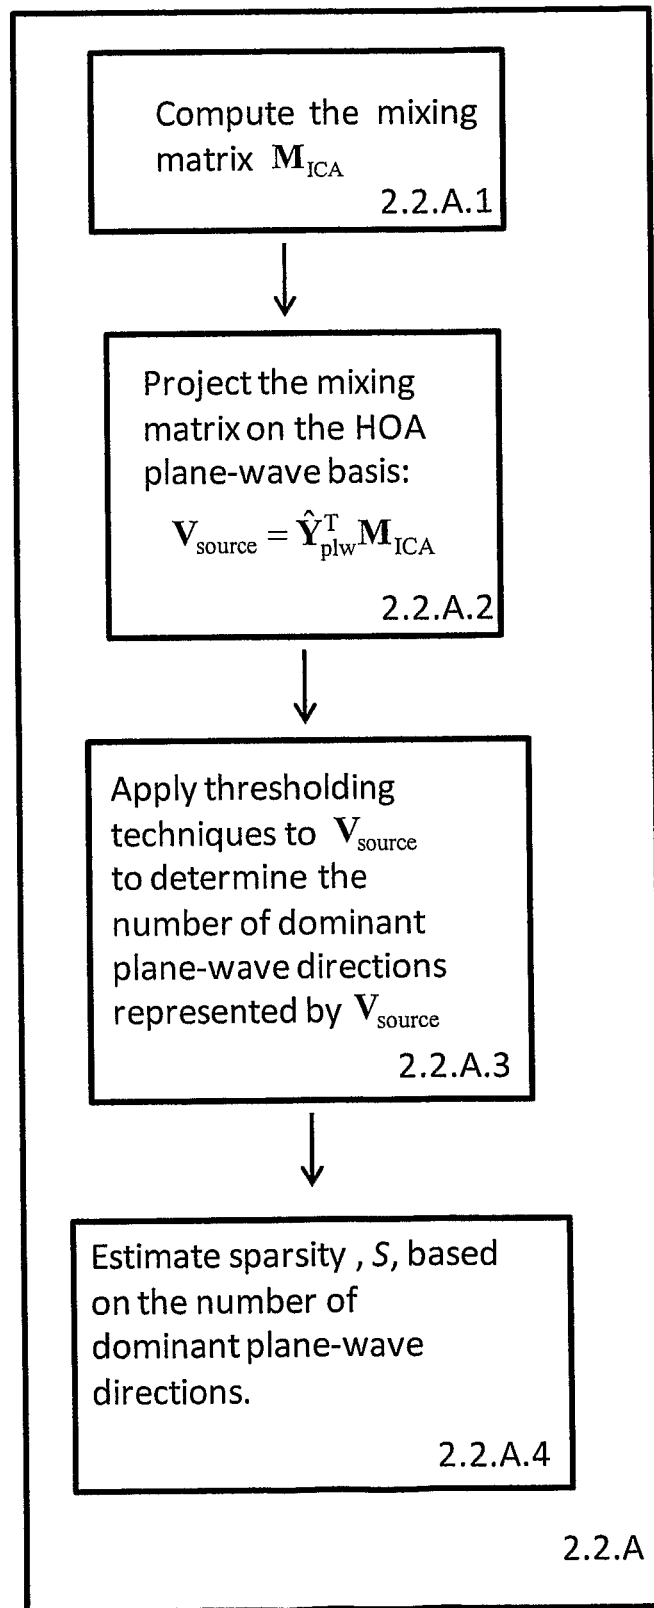 Compute the mixing
matrix M_ICA
2.2.A.1
Project the mixing
matrix on the HOA
plane-wave basis:
V_source = Ŷ_plw^T M_ICA
2.2.A.2
Apply thresholding
techniques to V_source
to determine the
number of dominant
plane-wave directions
represented by V_source
2.2.A.3
Estimate sparsity , S, based
on the number of
dominant plane-wave
directions.
2.2.A.4
2.2.A